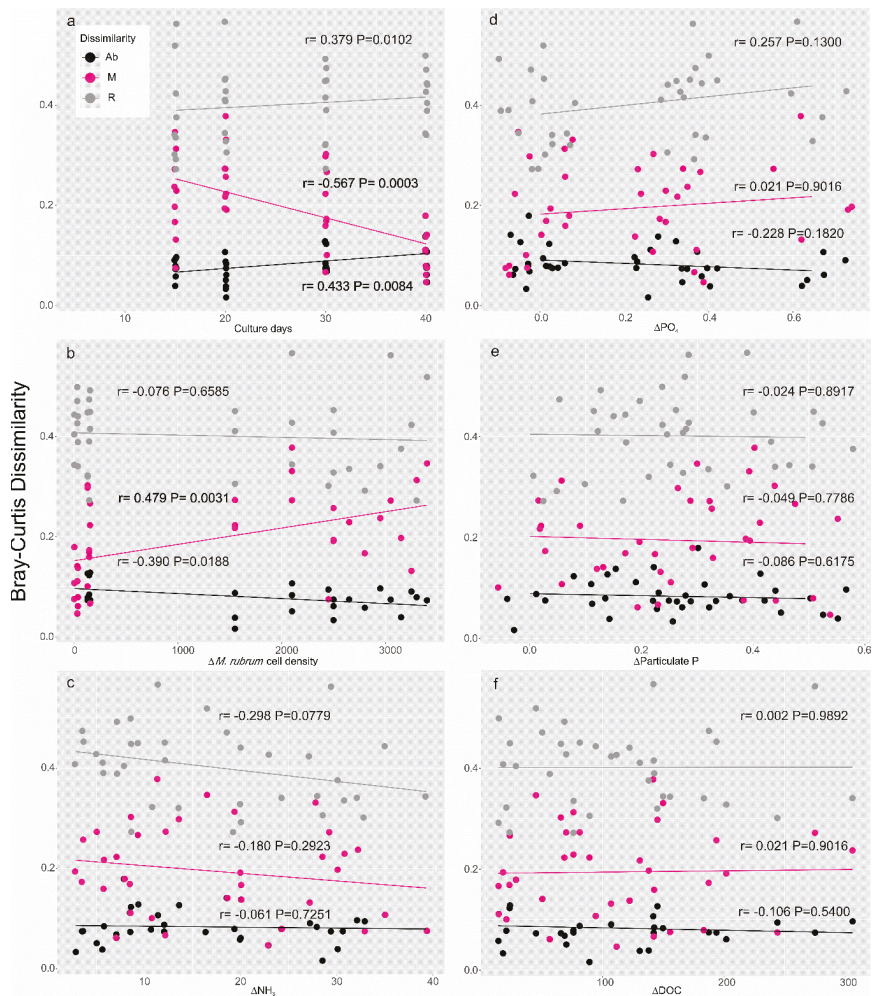 Bray-Curtis Dissimilarity
a
Dissimilarity
Ab
M
R
r= 0.379 P=0.0102
r= -0.567 P= 0.0003
r= 0.433 P= 0.0084
0.4
0.2
0.0
10
20
30
40
Culture days
d
r= 0.257 P=0.1300
r= 0.021 P=0.9016
r= -0.228 P=0.1820
0.4
0.2
0.0
0.0
0.2
0.4
0.6
ΔPO₄
b
r= -0.076 P=0.6585
r= 0.479 P= 0.0031
r= -0.390 P=0.0188
0.4
0.2
0.0
0
1000
2000
3000
ΔM. rubrum cell density
e
r= -0.024 P=0.8917
r= -0.049 P=0.7786
r= -0.086 P=0.6175
0.4
0.2
0.0
0.0
0.2
0.4
0.6
ΔParticulate P
c
r= -0.298 P=0.0779
r= -0.180 P=0.2923
r= -0.061 P=0.7251
0.4
0.2
0.0
10
20
30
40
ΔNH₃
f
r= 0.002 P=0.9892
r= 0.021 P=0.9016
r= -0.106 P=0.5400
0.4
0.2
0.0
100
200
300
ΔDOC